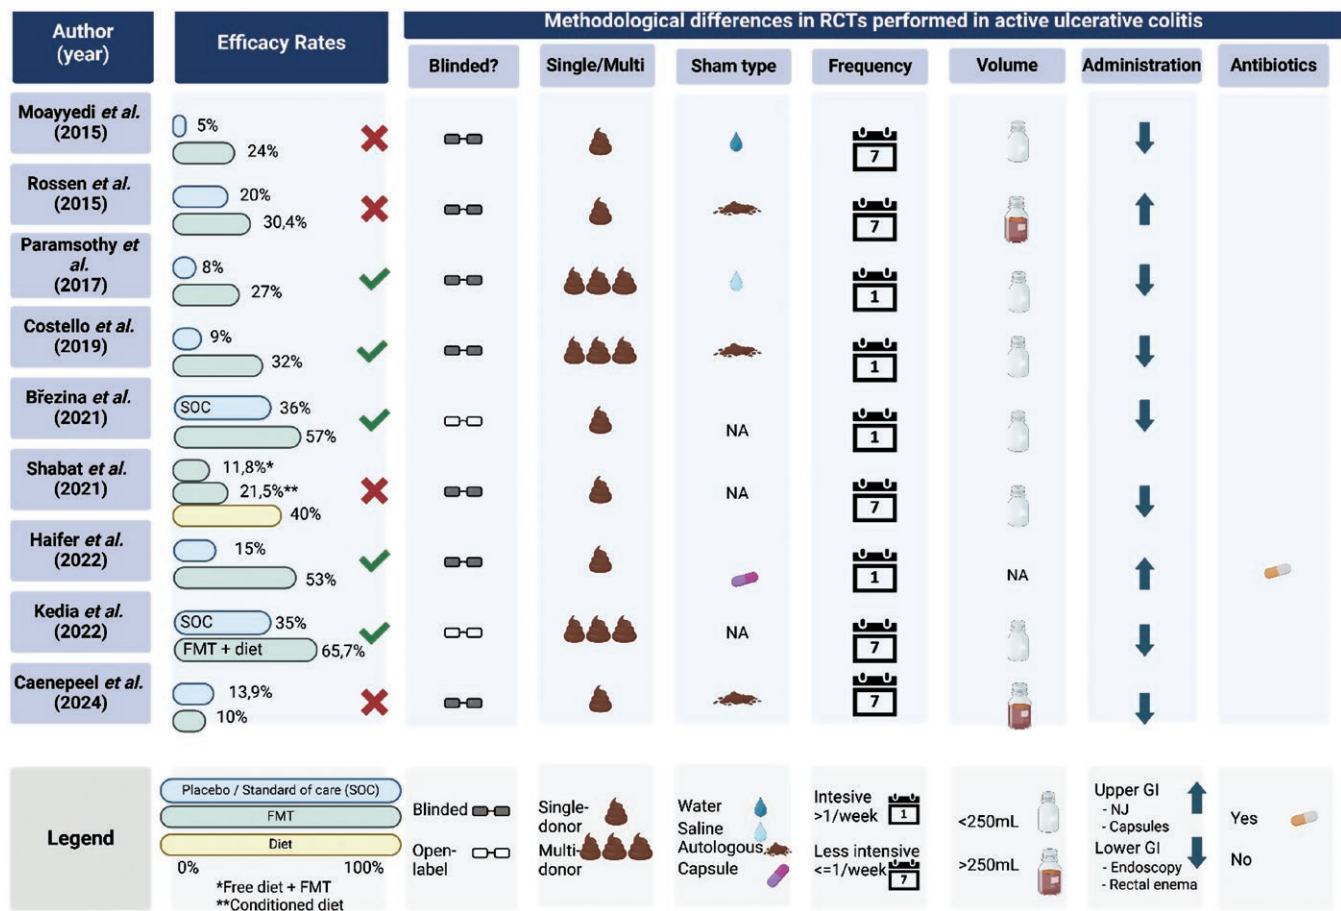 Author
(year)
Efficacy Rates
Methodological differences in RCTs performed in active ulcerative colitis
Blinded?
Single/Multi
Sham type
Frequency
Volume
Administration
Antibiotics
Moayyedi et al.
(2015)
5%
24%
7
Rossen et al.
(2015)
20%
30,4%
7
Paramsothy et
al.
(2017)
8%
27%
1
Costello et al.
(2019)
9%
32%
1
Březina et al.
(2021)
SOC 36%
57%
NA
1
Shabat et al.
(2021)
11,8%*
21,5%**
40%
NA
7
Haifer et al.
(2022)
15%
53%
1
NA
Kedia et al.
(2022)
SOC 35%
FMT + diet 65,7%
NA
7
Caenepeel et al.
(2024)
13,9%
10%
7
Legend
Placebo / Standard of care (SOC)
FMT
Diet
0% 100%
*Free diet + FMT
**Conditioned diet
Blinded
Open-
label
Single-
donor
Multi-
donor
Water
Saline
Autologous
Capsule
Intesive
>1/week
1
Less intensive
<=1/week
7
<250mL
>250mL
Upper GI
- NJ
- Capsules
Lower GI
- Endoscopy
- Rectal enema
Yes
No